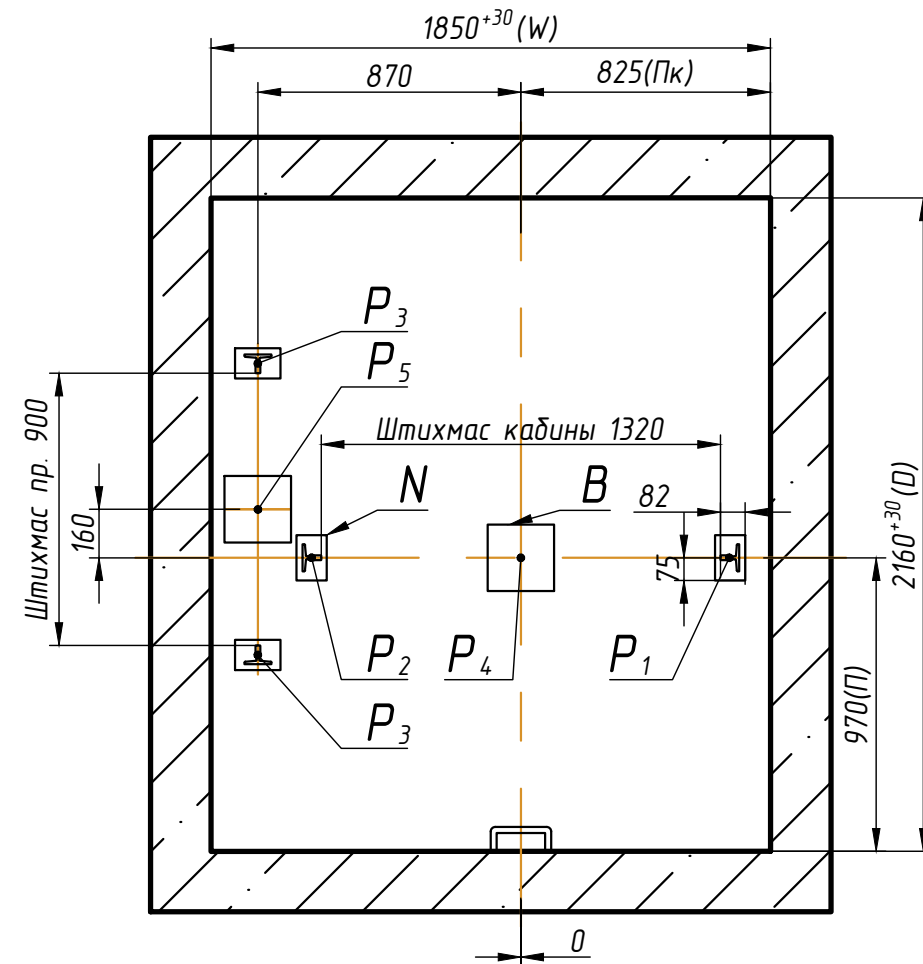 1850⁺³⁰(W)
870
825(Пк)
P₃
P₅
Штихмас кабины 1320
Штихмас пр. 900
160
N
B
82
75
2160⁺³⁰(D)
970(П)
P₂
P₄
P₁
P₃
0